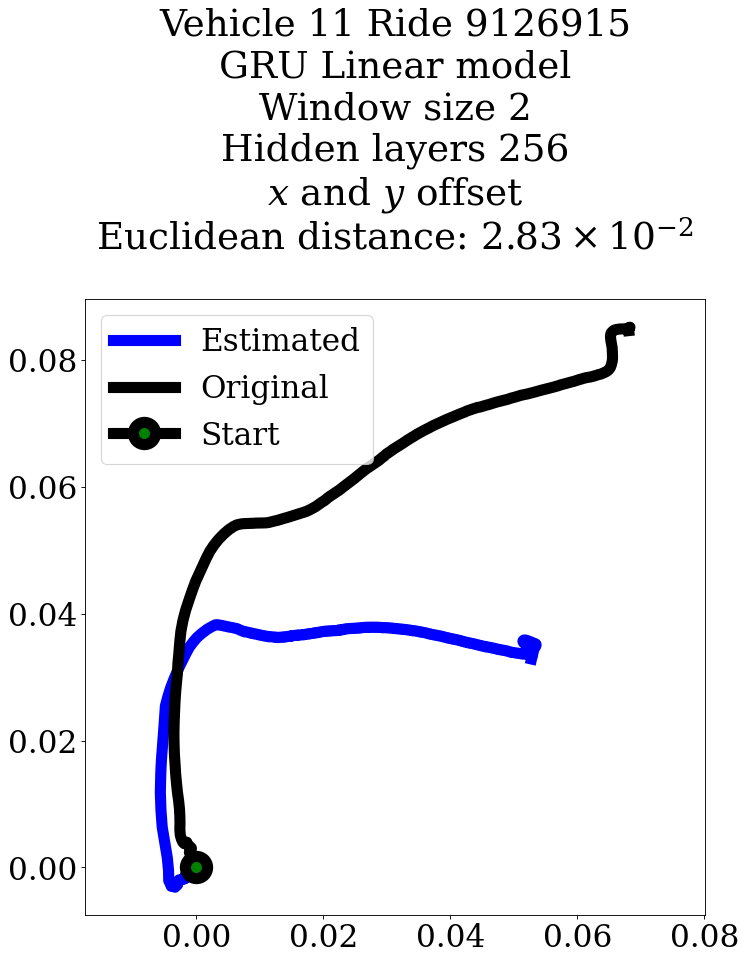 Vehicle 11 Ride 9126915
GRU Linear model
Window size 2
Hidden layers 256
x and y offset
Euclidean distance: 2.83 × 10⁻²
Estimated
Original
Start
0.08
0.06
0.04
0.02
0.00
0.00 0.02 0.04 0.06 0.08